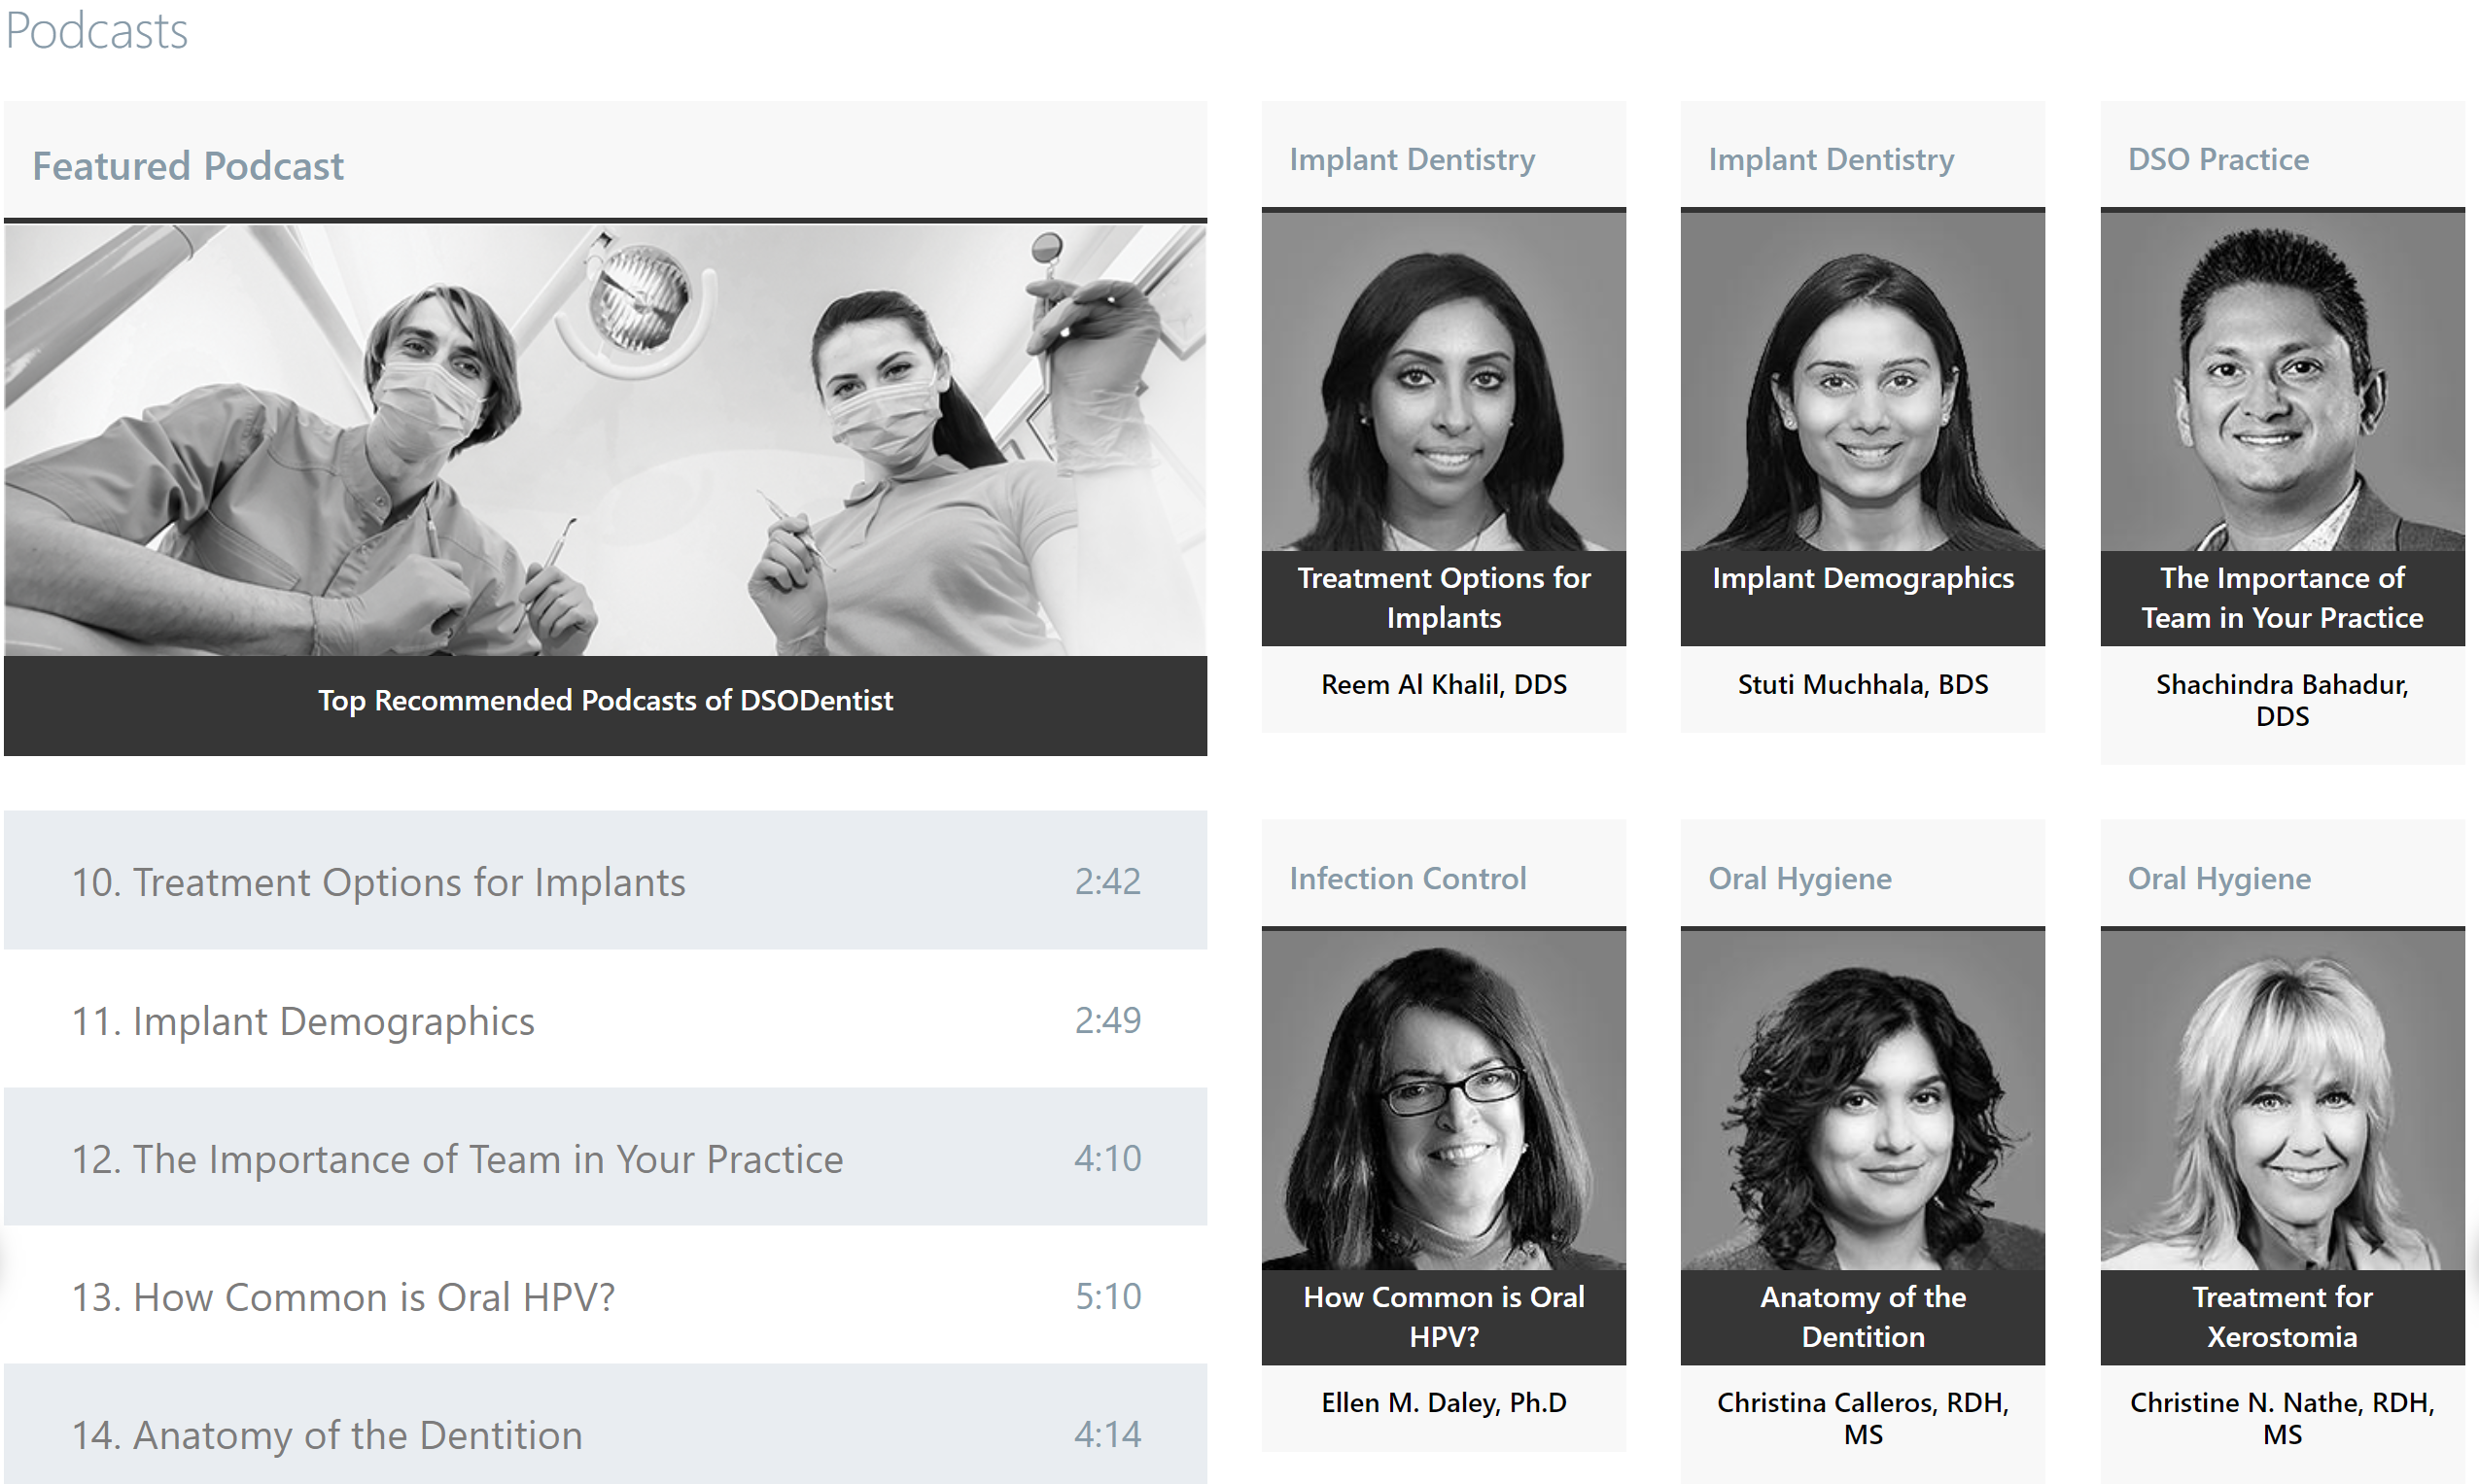 Podcasts
Featured Podcast
Top Recommended Podcasts of DSODentist
10. Treatment Options for Implants 2:42
11. Implant Demographics 2:49
12. The Importance of Team in Your Practice 4:10
13. How Common is Oral HPV? 5:10
14. Anatomy of the Dentition 4:14
Implant Dentistry
Treatment Options for
Implants
Reem Al Khalil, DDS
Implant Dentistry
Implant Demographics
Stuti Muchhala, BDS
DSO Practice
The Importance of
Team in Your Practice
Shachindra Bahadur,
DDS
Infection Control
How Common is Oral
HPV?
Ellen M. Daley, Ph.D
Oral Hygiene
Anatomy of the
Dentition
Christina Calleros, RDH,
MS
Oral Hygiene
Treatment for
Xerostomia
Christine N. Nathe, RDH,
MS